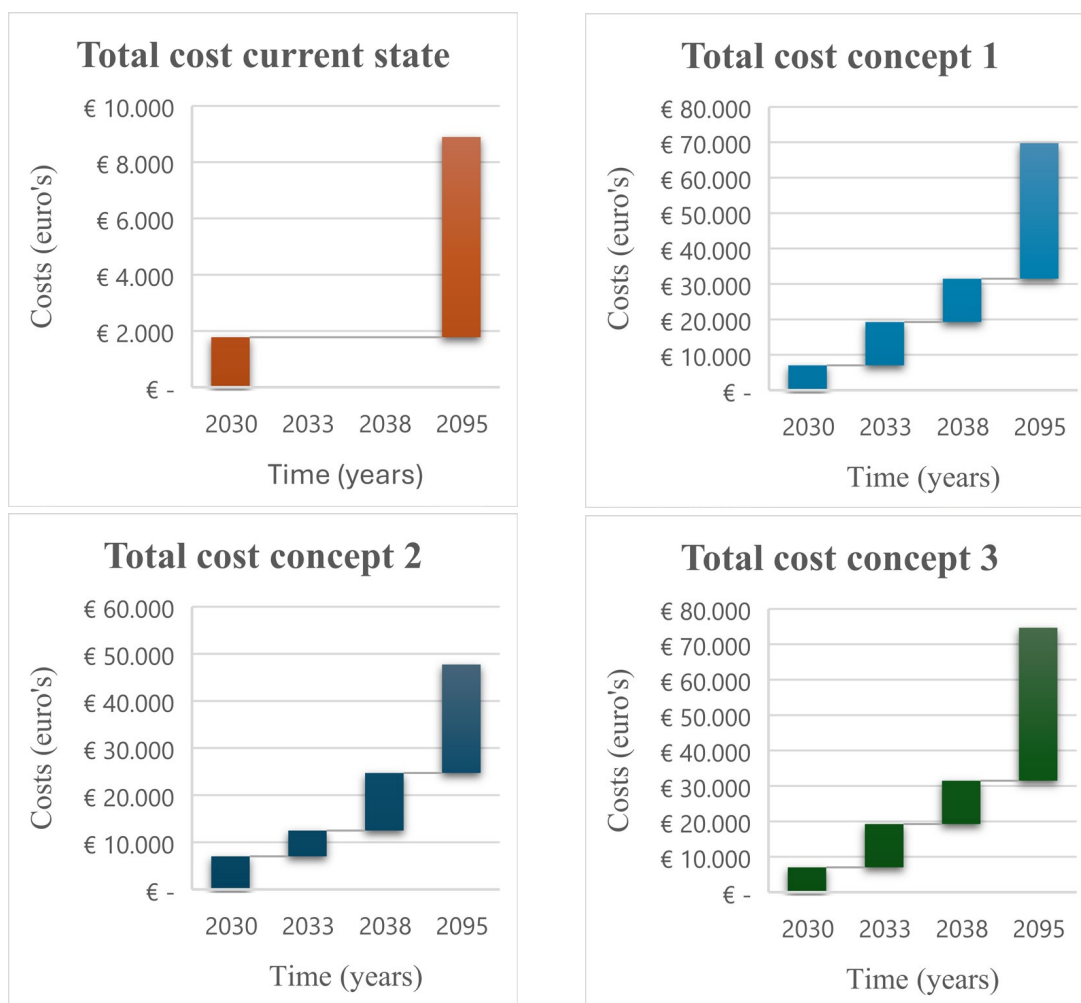 Total cost current state
€ 10.000
€ 8.000
€ 6.000
€ 4.000
€ 2.000
€ -
Costs (euro's)
2030 2033 2038 2095
Time (years)
Total cost concept 1
€ 80.000
€ 70.000
€ 60.000
€ 50.000
€ 40.000
€ 30.000
€ 20.000
€ 10.000
€ -
Costs (euro's)
2030 2033 2038 2095
Time (years)
Total cost concept 2
€ 60.000
€ 50.000
€ 40.000
€ 30.000
€ 20.000
€ 10.000
€ -
Costs (euro's)
2030 2033 2038 2095
Time (years)
Total cost concept 3
€ 80.000
€ 70.000
€ 60.000
€ 50.000
€ 40.000
€ 30.000
€ 20.000
€ 10.000
€ -
Costs (euro's)
2030 2033 2038 2095
Time (years)